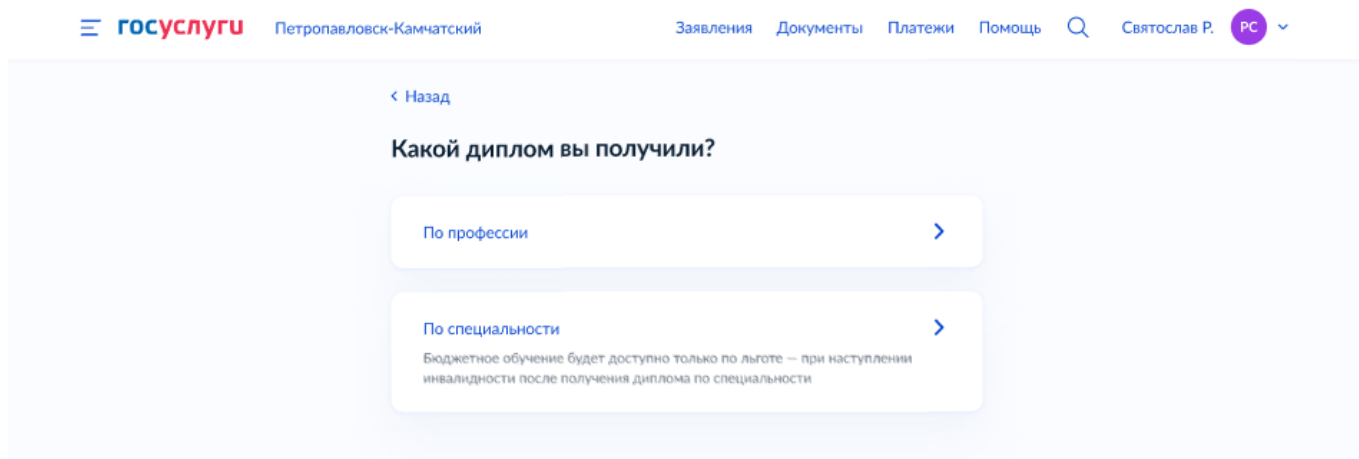 госуслуги Петропавловск-Камчатский Заявления Документы Платежи Помощь Святослав Р. РС
Назад
Какой диплом вы получили?
По профессии
По специальности
Бюджетное обучение будет доступно только по льготе — при наступлении
инвалидности после получения диплома по специальности